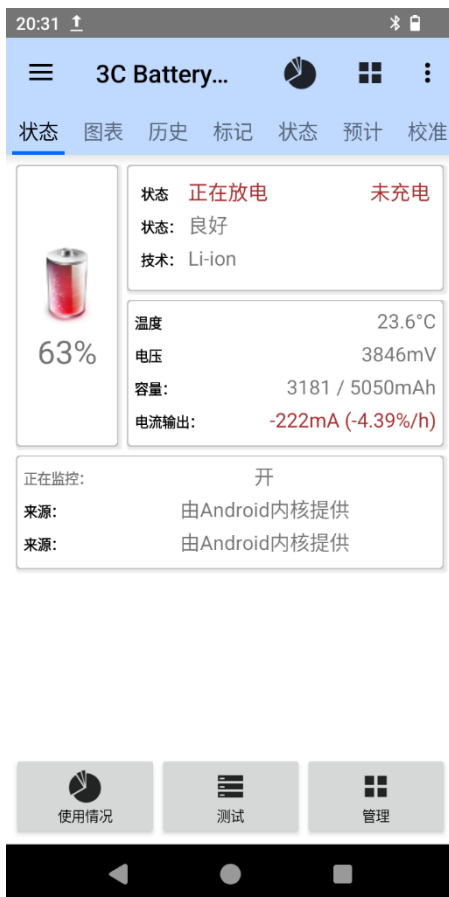 20:31
3C Battery...
状态 图表 历史 标记 状态 预计 校准
63%
状态 正在放电 未充电
状态: 良好
技术: Li-ion
温度 23.6°C
电压 3846mV
容量: 3181 / 5050mAh
电流输出: -222mA (-4.39%/h)
正在监控: 开
来源: 由Android内核提供
来源: 由Android内核提供
使用情况 测试 管理